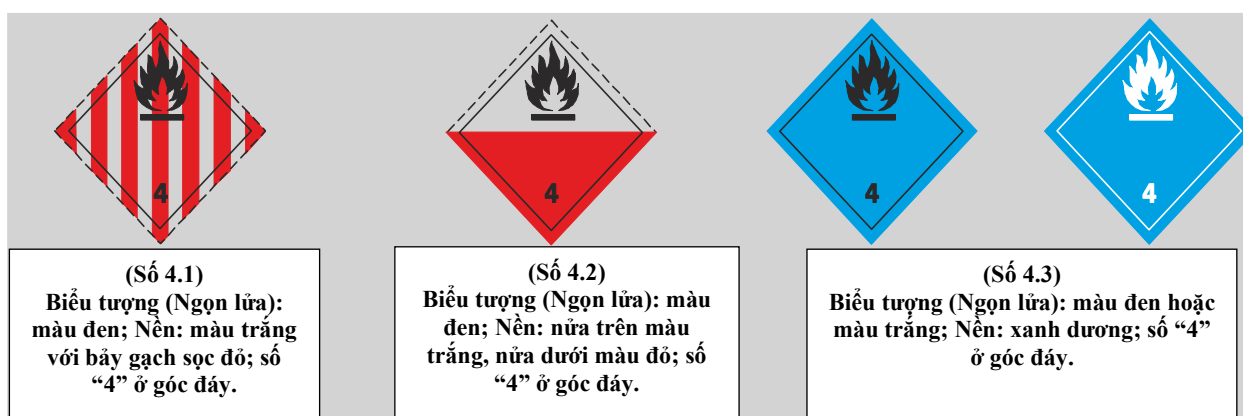 4
4
4
4
(Số 4.1)
Biểu tượng (Ngọn lửa):
màu đen; Nền: màu trắng
với bảy gạch sọc đỏ; số
“4” ở góc đáy.
(Số 4.2)
Biểu tượng (Ngọn lửa): màu
đen; Nền: nửa trên màu
trắng, nửa dưới màu đỏ; số
“4” ở góc đáy.
(Số 4.3)
Biểu tượng (Ngọn lửa): màu đen hoặc
màu trắng; Nền: xanh dương; số “4”
ở góc đáy.